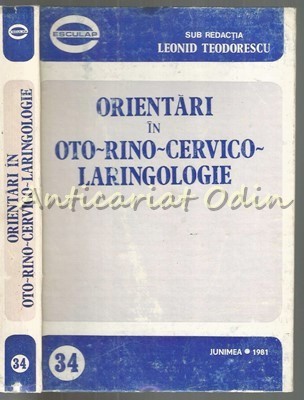 ESCULAP
SUB REDACȚIA
LEONID TEODORESCU
ORIENTĂRI
ÎN
OTO~RINO~CERVICO~
LARINGOLOGIE
Anticariat Odin
34
JUNIMEA • 1981
ORIENTĂRI ÎN
OTO~RINO~CERVICO~LARINGOLOGIE
34